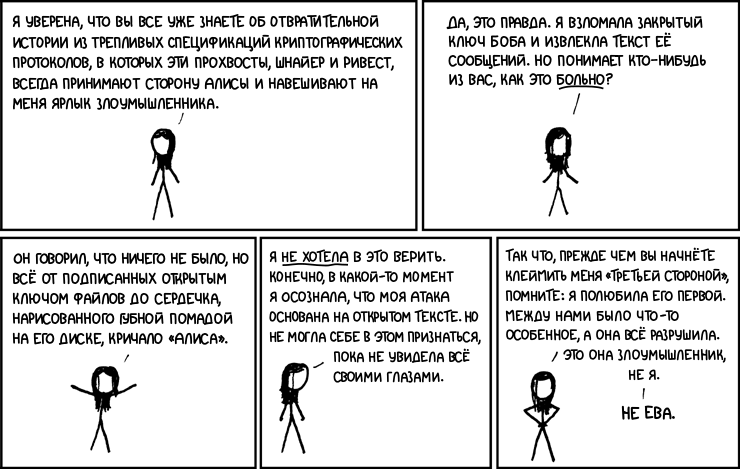 Я УВЕРЕНА, ЧТО ВЫ ВСЕ УЖЕ ЗНАЕТЕ ОБ ОТВРАТИТЕЛЬНОЙ
ИСТОРИИ ИЗ ТРЕПЛИВЫХ СПЕЦИФИКАЦИЙ КРИПТОГРАФИЧЕСКИХ
ПРОТОКОЛОВ, В КОТОРЫХ ЭТИ ПРОХВОСТЫ, ШНАЙЕР И РИВЕСТ,
ВСЕГДА ПРИНИМАЮТ СТОРОНУ АЛИСЫ И НАВЕШИВАЮТ НА
МЕНЯ ЯРЛЫК ЗЛОУМЫШЛЕННИКА.
ДА, ЭТО ПРАВДА. Я ВЗЛОМАЛА ЗАКРЫТЫЙ
КЛЮЧ БОБА И ИЗВЛЕКЛА ТЕКСТ ЕЁ
СООБЩЕНИЙ. НО ПОНИМАЕТ КТО-НИБУДЬ
ИЗ ВАС, КАК ЭТО БОЛЬНО?
ОН ГОВОРИЛ, ЧТО НИЧЕГО НЕ БЫЛО, НО
ВСЁ ОТ ПОДПИСАННЫХ ОТКРЫТЫМ
КЛЮЧОМ ФАЙЛОВ ДО СЕРДЕЧКА,
НАРИСОВАННОГО ГУБНОЙ ПОМАДОЙ
НА ЕГО ДИСКЕ, КРИЧАЛО «АЛИСА».
Я НЕ ХОТЕЛА В ЭТО ВЕРИТЬ.
КОНЕЧНО, В КАКОЙ-ТО МОМЕНТ
Я ОСОЗНАЛА, ЧТО МОЯ АТАКА
ОСНОВАНА НА ОТКРЫТОМ ТЕКСТЕ. НО
НЕ МОГЛА СЕБЕ В ЭТОМ ПРИЗНАТЬСЯ,
ПОКА НЕ УВИДЕЛА ВСЁ
СВОИМИ ГЛАЗАМИ.
ТАК ЧТО, ПРЕЖДЕ ЧЕМ ВЫ НАЧНЁТЕ
КЛЕЙМИТЬ МЕНЯ «ТРЕТЬЕЙ СТОРОНОЙ»,
ПОМНИТЕ: Я ПОЛЮБИЛА ЕГО ПЕРВОЙ.
МЕЖДУ НАМИ БЫЛО ЧТО-ТО
ОСОБЕННОЕ, А ОНА ВСЁ РАЗРУШИЛА.
ЭТО ОНА ЗЛОУМЫШЛЕННИК,
НЕ Я.
НЕ ЕВА.